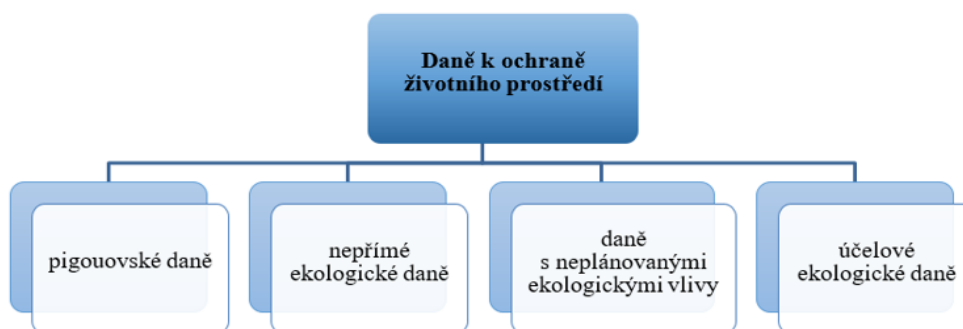 Daně k ochraně
životního prostředí
pigouovské daně
nepřímé
ekologické daně
daně
s neplánovanými
ekologickými vlivy
účelové
ekologické daně